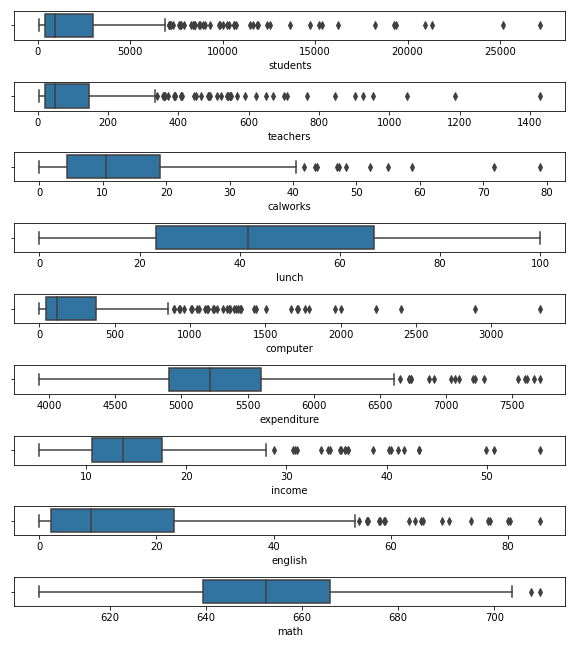 0 5000 10000 15000 20000 25000
students
0 200 400 600 800 1000 1200 1400
teachers
0 10 20 30 40 50 60 70 80
calworks
0 20 40 60 80 100
lunch
0 500 1000 1500 2000 2500 3000
computer
4000 4500 5000 5500 6000 6500 7000 7500
expenditure
10 20 30 40 50
income
0 20 40 60 80
english
620 640 660 680 700
math